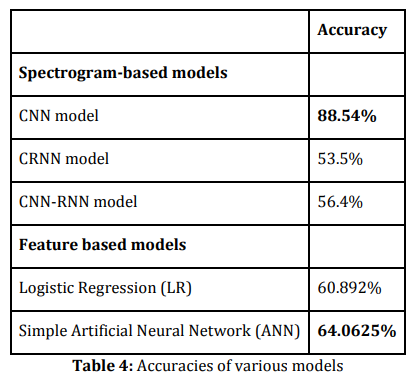 Accuracy
Spectrogram-based models
CNN model 88.54%
CRNN model 53.5%
CNN-RNN model 56.4%
Feature based models
Logistic Regression (LR) 60.892%
Simple Artificial Neural Network (ANN) 64.0625%
Table 4: Accuracies of various models